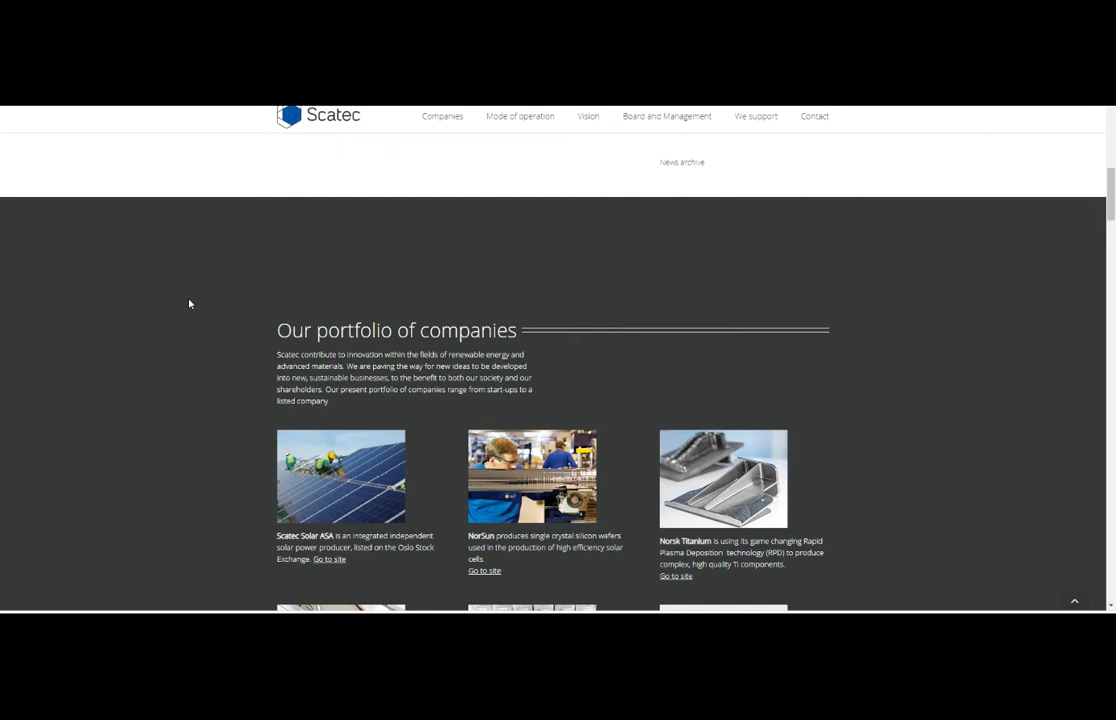 Scatec
Companies Mode of operation Vision Board and Management We support Contact
News archive
Our portfolio of companies
Scatec contribute to innovation within the fields of renewable energy and
advanced materials. We are paving the way for new ideas to be developed
into new, sustainable businesses, to the benefit to both our society and our
shareholders. Our present portfolio of companies range from start-ups to a
listed company
Scatec Solar ASA is an integrated independent
solar power producer, listed on the Oslo Stock
Exchange. Go to site
NorSun produces single crystal silicon wafers
used in the production of high efficiency solar
cells.
Go to site
Norsk Titanium is using its game changing Rapid
Plasma Deposition technology (RPD) to produce
complex, high quality Ti components.
Go to site